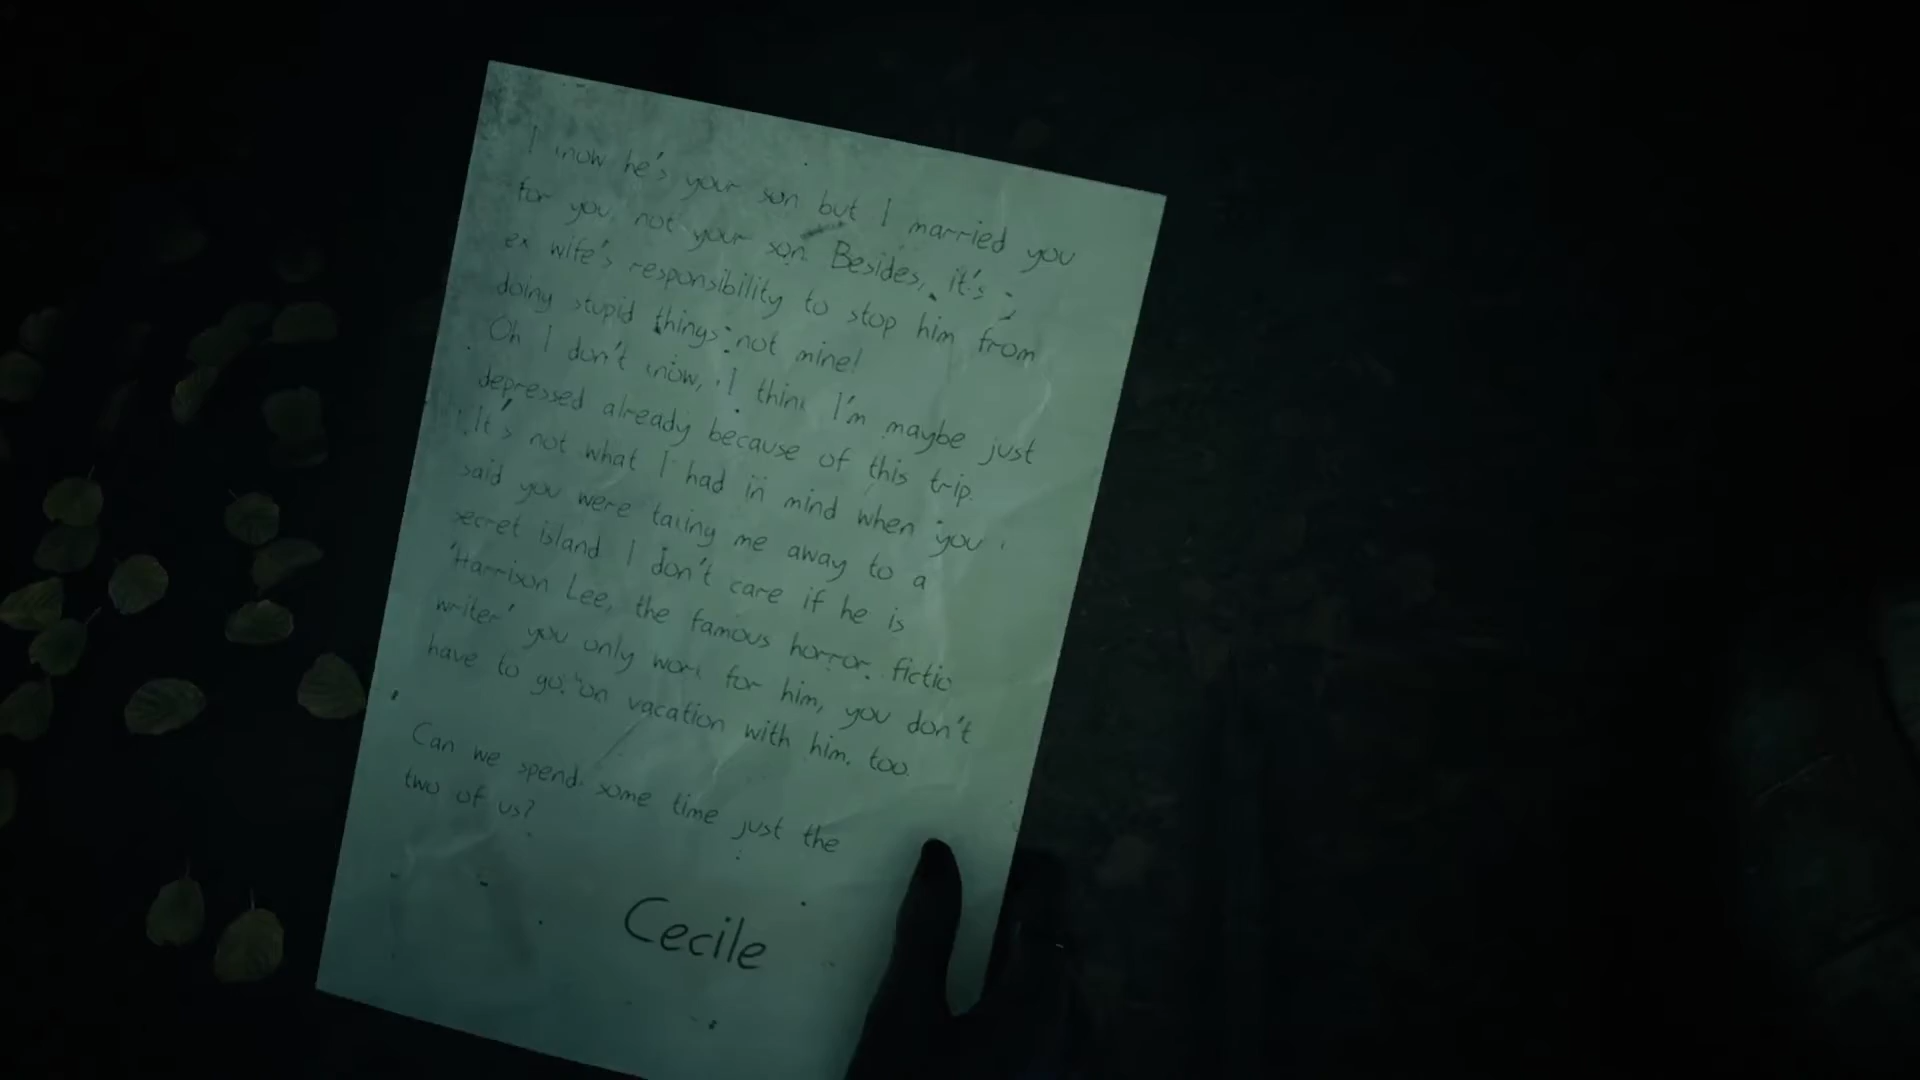 I know he's your son but I married you
for you, not your son. Besides, it's
ex wife's responsibility to stop him from
doing stupid things, not mine!
Oh I don't know, I think I'm maybe just
depressed already because of this trip.
It's not what I had in mind when you
said you were taking me away to a
secret island I don't care if he is
'Harrison Lee, the famous horror fictio
writer' you only work for him, you don't
have to go on vacation with him, too.
Can we spend some time just the
two of us?
Cecile